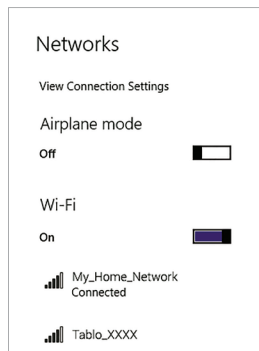 Networks
View Connection Settings
Airplane mode
Off
Wi-Fi
On
My_Home_Network
Connected
Tablo_XXXX